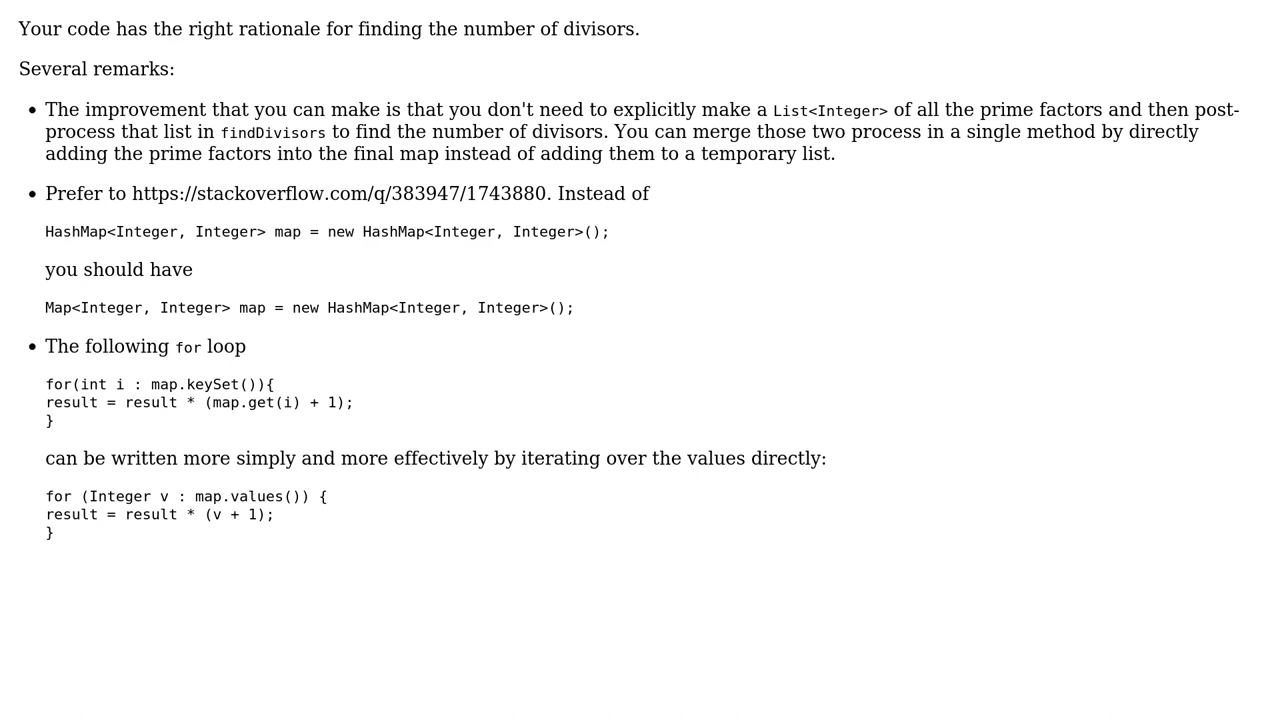 Your code has the right rationale for finding the number of divisors.
Several remarks:
• The improvement that you can make is that you don't need to explicitly make a List<Integer> of all the prime factors and then post-
process that list in findDivisors to find the number of divisors. You can merge those two process in a single method by directly
adding the prime factors into the final map instead of adding them to a temporary list.
• Prefer to https://stackoverflow.com/q/383947/1743880. Instead of
HashMap<Integer, Integer> map = new HashMap<Integer, Integer>();
you should have
Map<Integer, Integer> map = new HashMap<Integer, Integer>();
• The following for loop
for(int i : map.keySet()){
result = result * (map.get(i) + 1);
}
can be written more simply and more effectively by iterating over the values directly:
for (Integer v : map.values()) {
result = result * (v + 1);
}